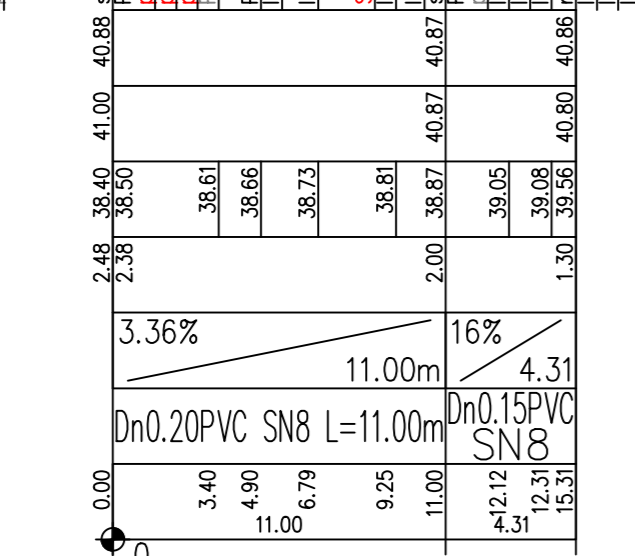 40.88 40.87 40.86
41.00 40.87 40.80
38.40 38.50 38.61 38.66 38.73 38.81 38.87 39.05 39.08 39.56
2.48 2.38 2.00 1.30
3.36% 16%
11.00m 4.31
Dn0.20PVC SN8 L=11.00m Dn0.15PVC
SN8
0.00 3.40 4.90 6.79 9.25 11.00 12.12 12.31 15.31
11.00 4.31